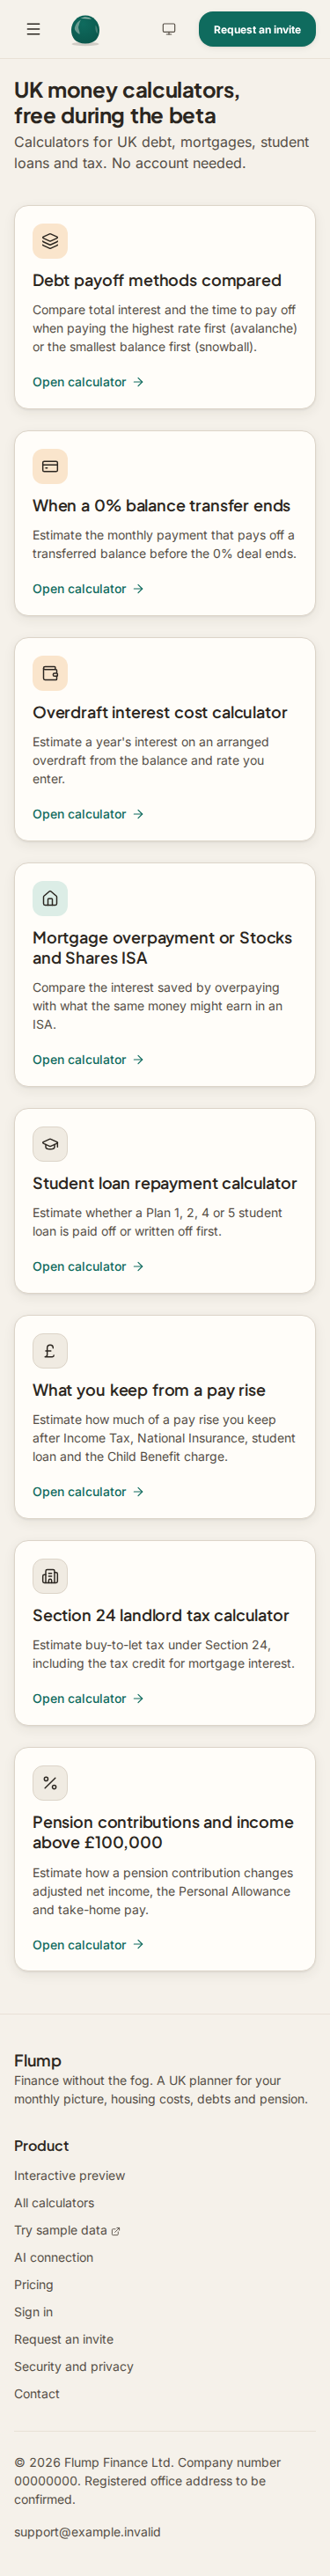 Request an invite
UK money calculators,
free during the beta
Calculators for UK debt, mortgages, student
loans and tax. No account needed.
Debt payoff methods compared
Compare total interest and the time to pay off
when paying the highest rate first (avalanche)
or the smallest balance first (snowball).
Open calculator →
When a 0% balance transfer ends
Estimate the monthly payment that pays off a
transferred balance before the 0% deal ends.
Open calculator →
Overdraft interest cost calculator
Estimate a year's interest on an arranged
overdraft from the balance and rate you
enter.
Open calculator →
Mortgage overpayment or Stocks
and Shares ISA
Compare the interest saved by overpaying
with what the same money might earn in an
ISA.
Open calculator →
Student loan repayment calculator
Estimate whether a Plan 1, 2, 4 or 5 student
loan is paid off or written off first.
Open calculator →
£
What you keep from a pay rise
Estimate how much of a pay rise you keep
after Income Tax, National Insurance, student
loan and the Child Benefit charge.
Open calculator →
Section 24 landlord tax calculator
Estimate buy-to-let tax under Section 24,
including the tax credit for mortgage interest.
Open calculator →
%
Pension contributions and income
above £100,000
Estimate how a pension contribution changes
adjusted net income, the Personal Allowance
and take-home pay.
Open calculator →
Flump
Finance without the fog. A UK planner for your
monthly picture, housing costs, debts and pension.
Product
Interactive preview
All calculators
Try sample data
AI connection
Pricing
Sign in
Request an invite
Security and privacy
Contact
© 2026 Flump Finance Ltd. Company number
00000000. Registered office address to be
confirmed.
support@example.invalid